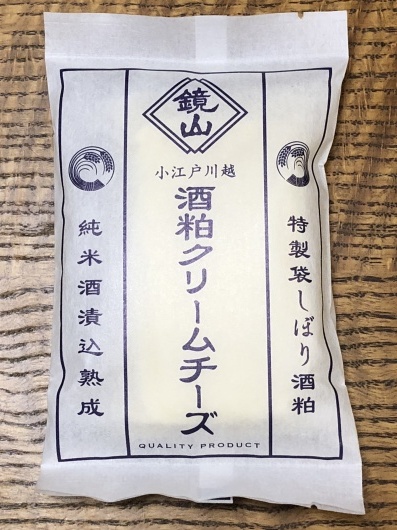 鏡山
小江戸川越
酒粕クリームチーズ
特製袋しぼり酒粕
純米酒漬込熟成
QUALITY PRODUCT